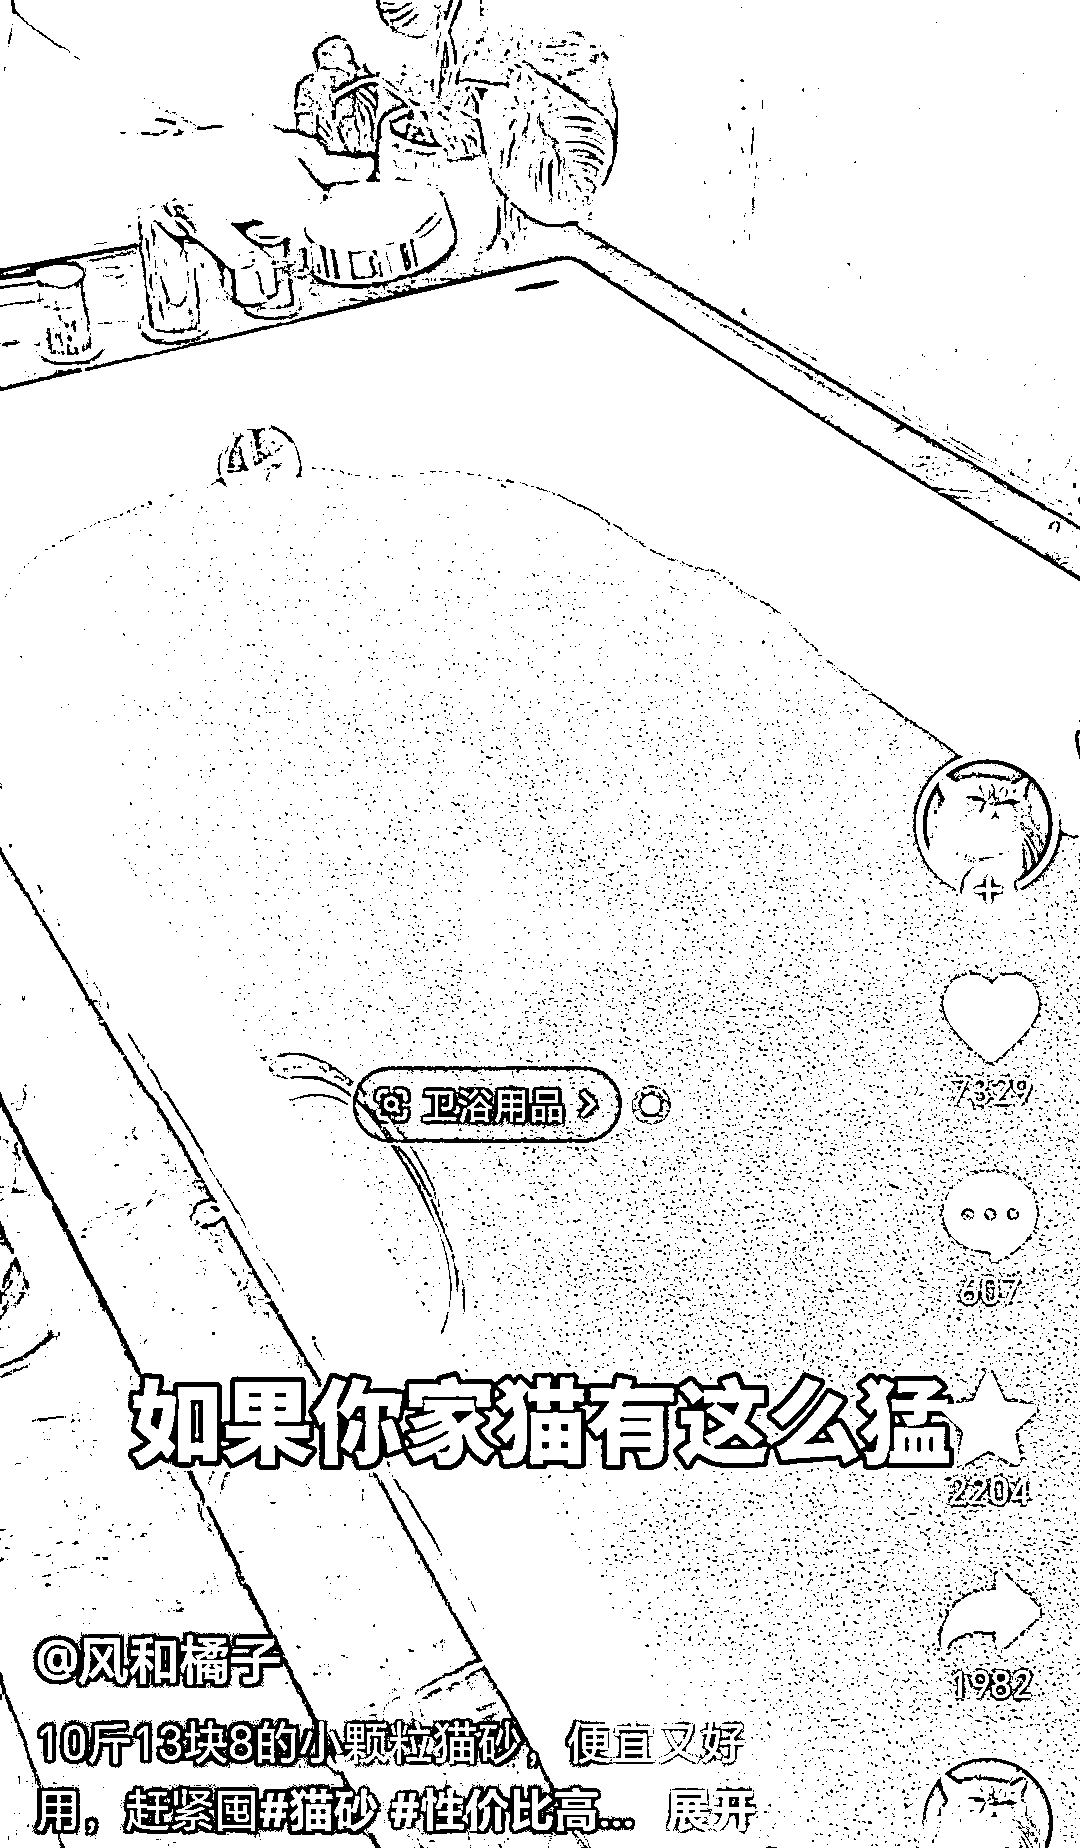 卫浴用品
7329
607
如果你家猫有这么猛
2204
1982
@风和橘子
10斤13块8的小颗粒猫砂，便宜又好
用，赶紧囤#猫砂 #性价比高... 展开